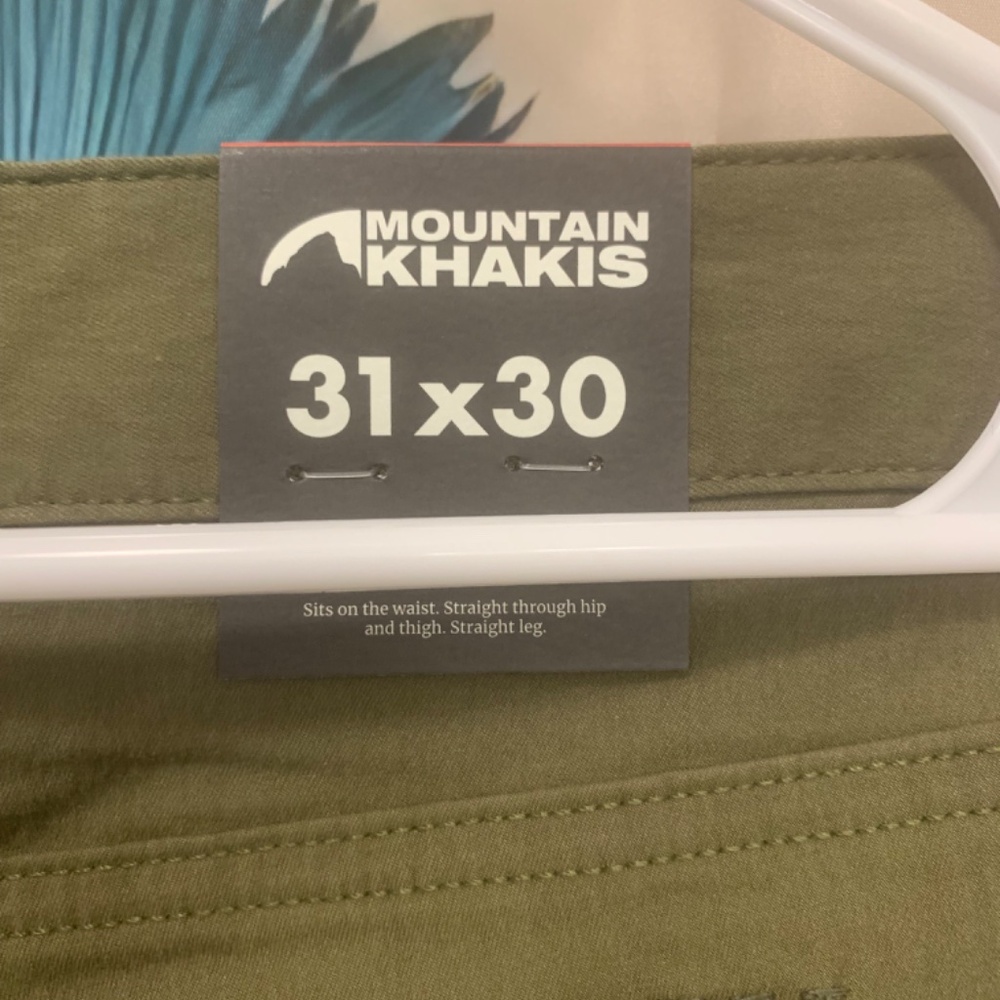 MOUNTAIN
KHAKIS
31x30
Sits on the waist. Straight through hip
and thigh. Straight leg.